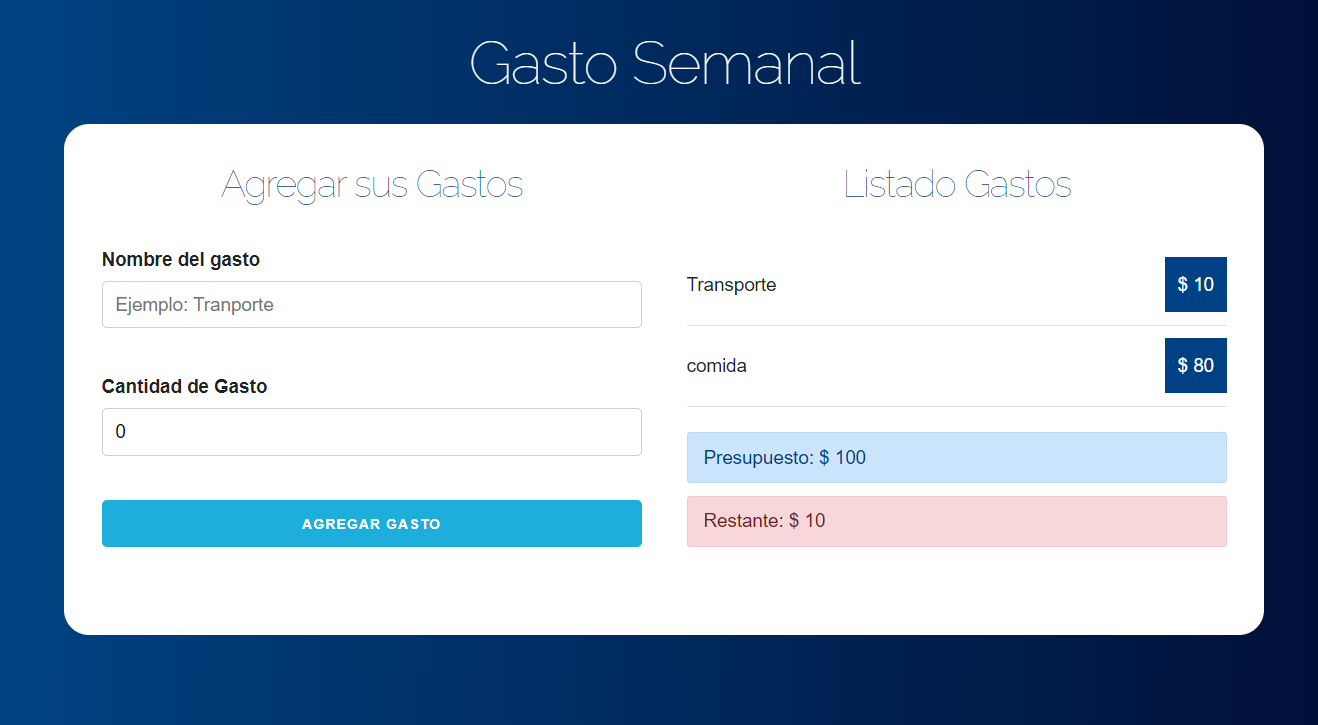 Gasto Semanal
Agregar sus Gastos
Nombre del gasto
Ejemplo: Tranporte
Cantidad de Gasto
0
AGREGAR GASTO
Listado Gastos
Transporte $ 10
comida $ 80
Presupuesto: $ 100
Restante: $ 10